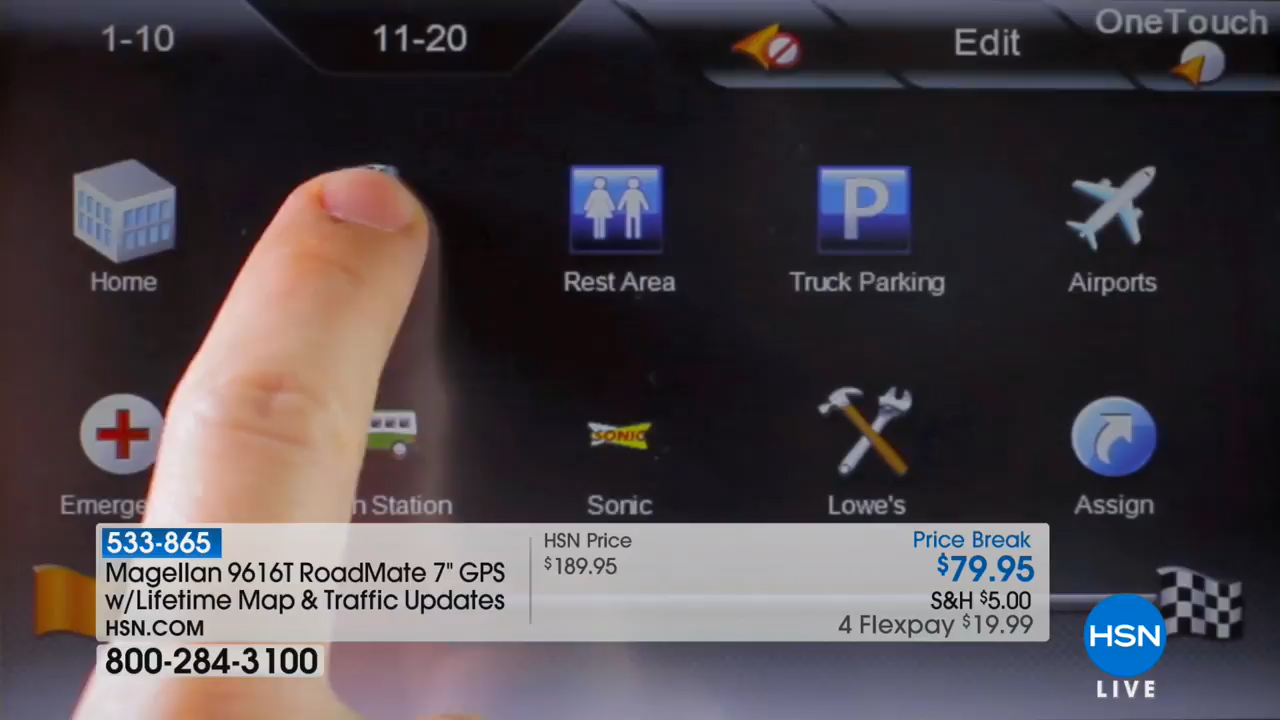 1-10
11-20
Edit
OneTouch
Home
Rest Area
P
Truck Parking
Airports
SONIC
Station
Sonic
Lowe's
Assign
533-865
Magellan 9616T RoadMate 7" GPS
w/Lifetime Map & Traffic Updates
HSN.COM
800-284-3100
HSN Price
$189.95
Price Break
$79.95
S&H $5.00
4 Flexpay $19.99
HSN
LIVE